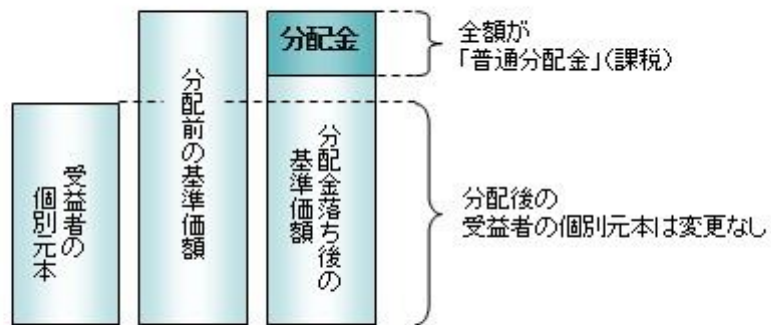 受益者の
個別元本
分配前の基準価額
分配金
分配金落ち後の
基準価額
全額が
「普通分配金」(課税)
分配後の
受益者の個別元本は変更なし